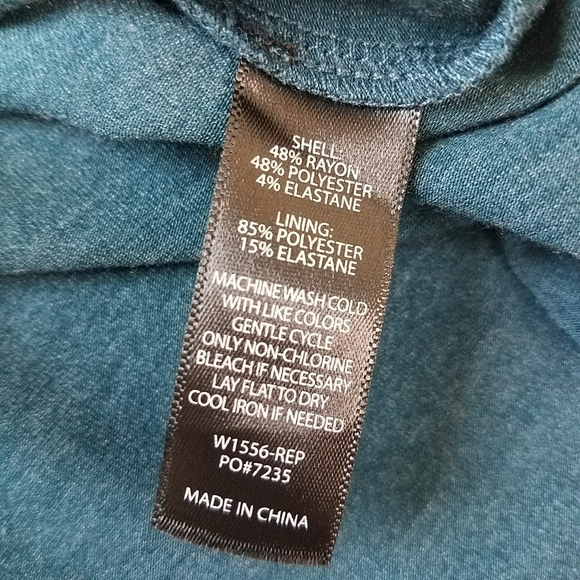 SHELL:
48% RAYON
48% POLYESTER
4% ELASTANE
LINING:
85% POLYESTER
15% ELASTANE
MACHINE WASH COLD
WITH LIKE COLORS
GENTLE CYCLE
ONLY NON-CHLORINE
BLEACH IF NECESSARY
LAY FLAT TO DRY
COOL IRON IF NEEDED
W1556-REP
PO#7235
MADE IN CHINA